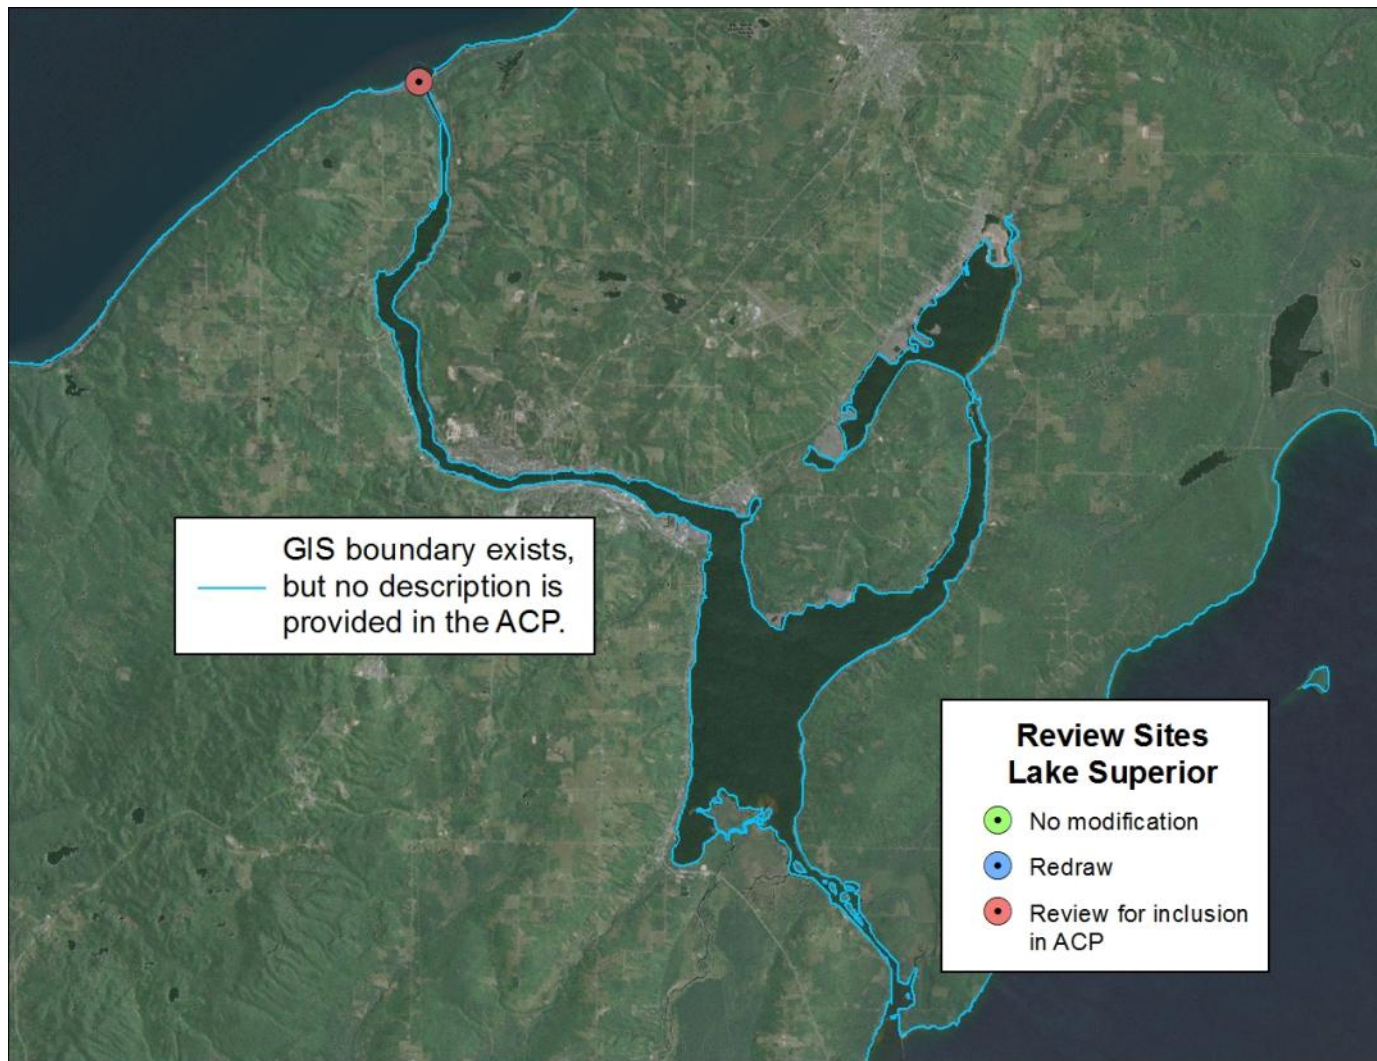 GIS boundary exists,
but no description is
provided in the ACP.
Review Sites
Lake Superior
No modification
Redraw
Review for inclusion
in ACP